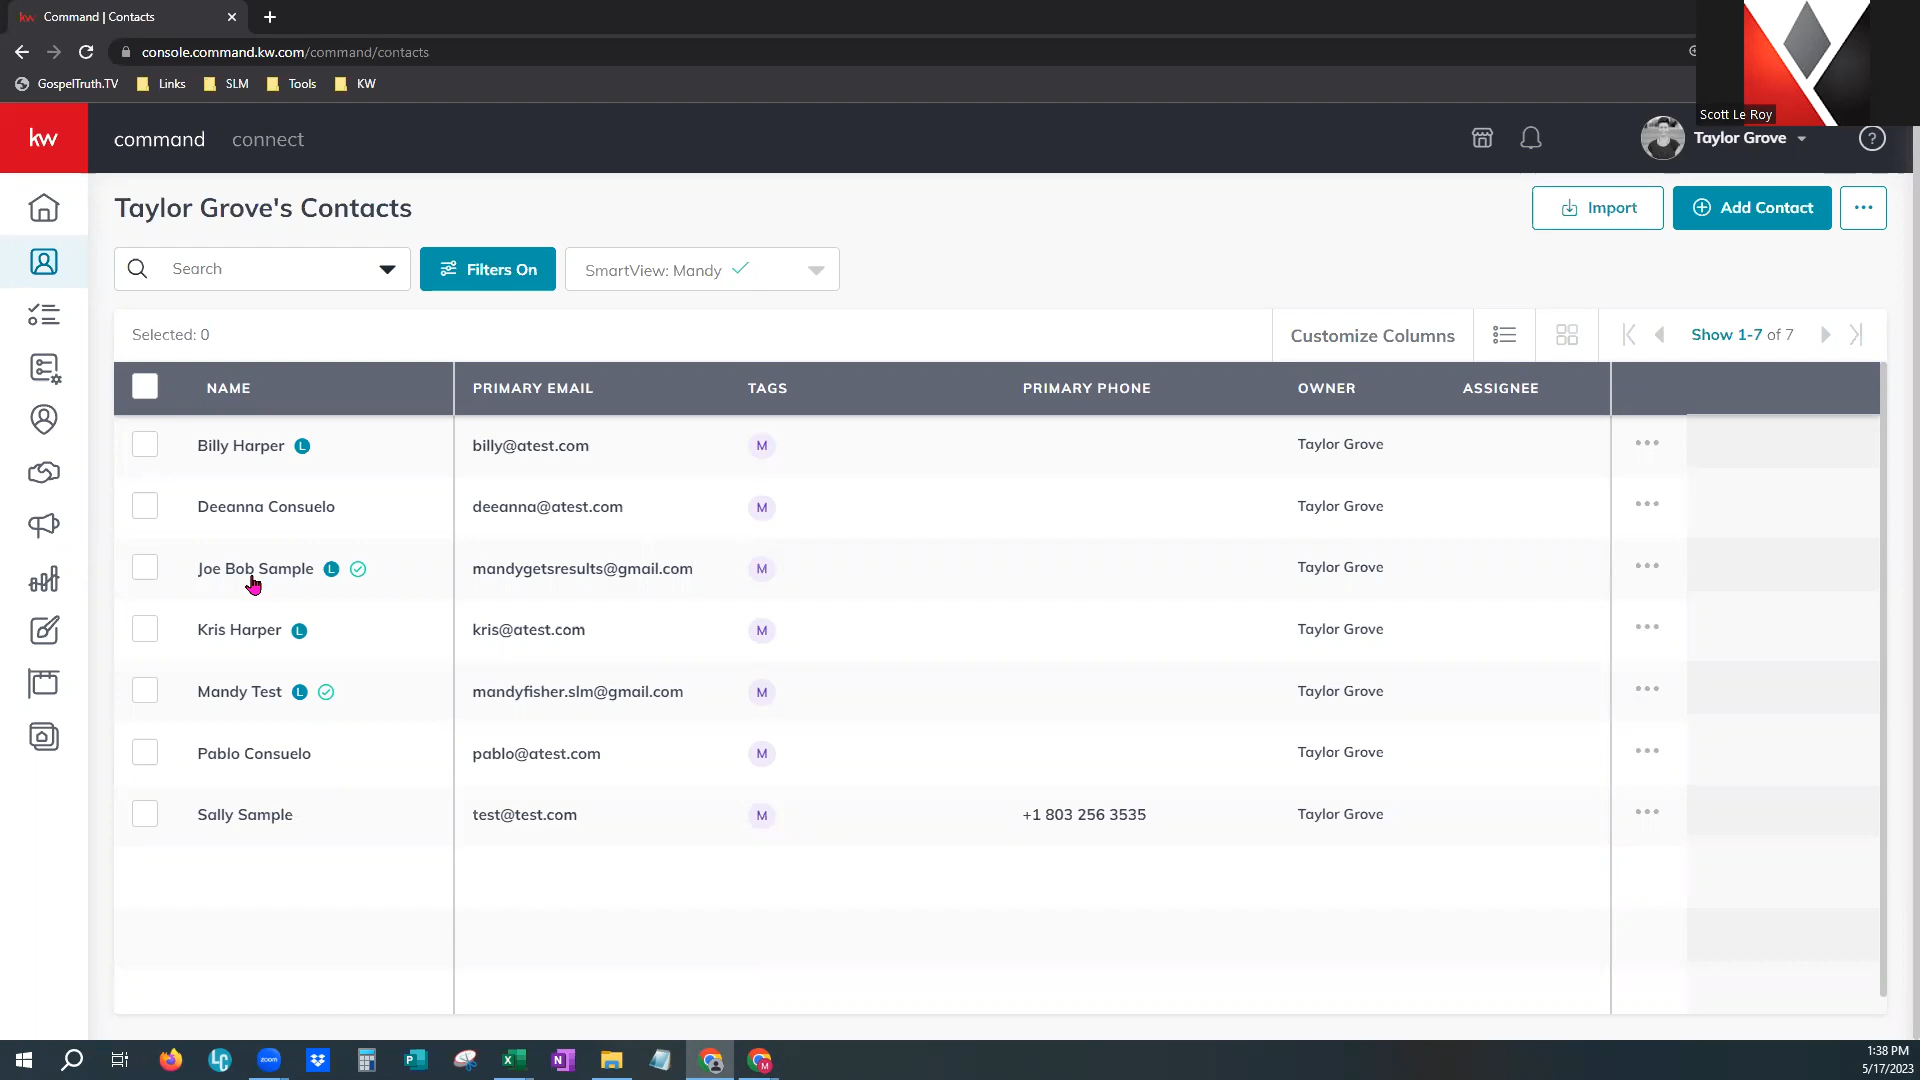 kw Command | Contacts
console.command.kw.com/command/contacts
GospelTruth.TV Links SLM Tools KW
Scott Le Roy
kw command connect Taylor Grove ?
Taylor Grove's Contacts Import Add Contact
Search Filters On SmartView: Mandy
Selected: 0 Customize Columns Show 1-7 of 7
NAME PRIMARY EMAIL TAGS PRIMARY PHONE OWNER ASSIGNEE
Billy Harper L billy@atest.com M Taylor Grove
Deeanna Consuelo deeanna@atest.com M Taylor Grove
Joe Bob Sample L mandygetsresults@gmail.com M Taylor Grove
Kris Harper L kris@atest.com M Taylor Grove
Mandy Test L mandyfisher.slm@gmail.com M Taylor Grove
Pablo Consuelo pablo@atest.com M Taylor Grove
Sally Sample test@test.com M +1 803 256 3535 Taylor Grove
LC zoom P X N M
1:38 PM
5/17/2023